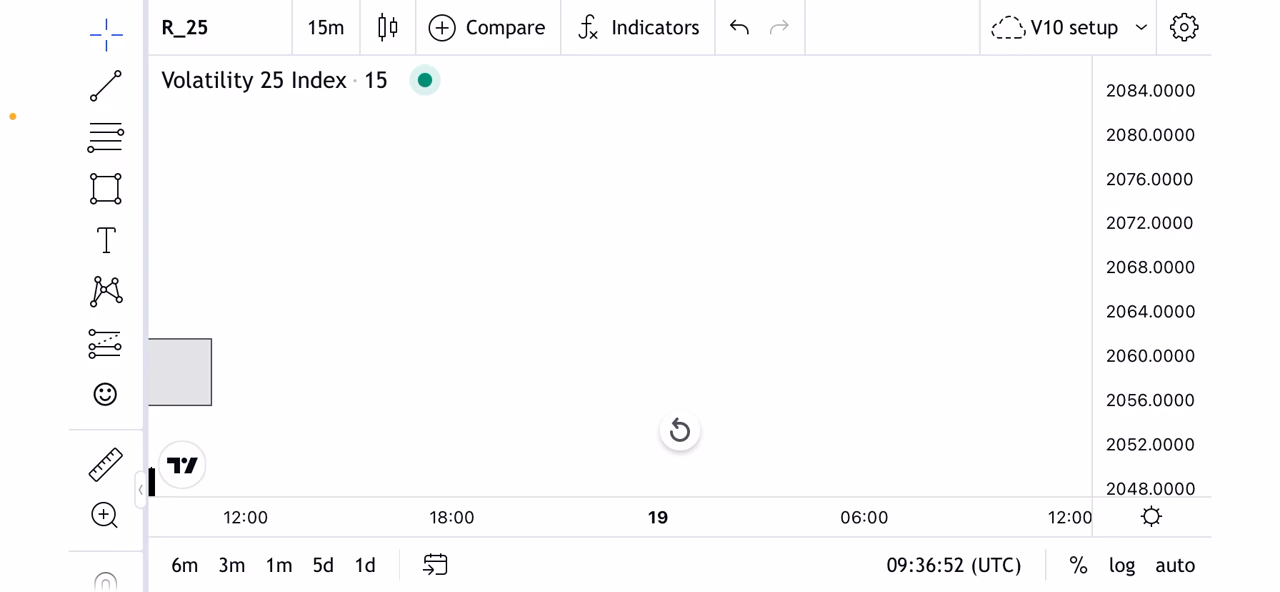 R_25 15m Compare Indicators V10 setup
Volatility 25 Index · 15
2084.0000
2080.0000
2076.0000
2072.0000
2068.0000
2064.0000
2060.0000
2056.0000
2052.0000
2048.0000
12:00 18:00 19 06:00 12:00
6m 3m 1m 5d 1d 09:36:52 (UTC) % log auto